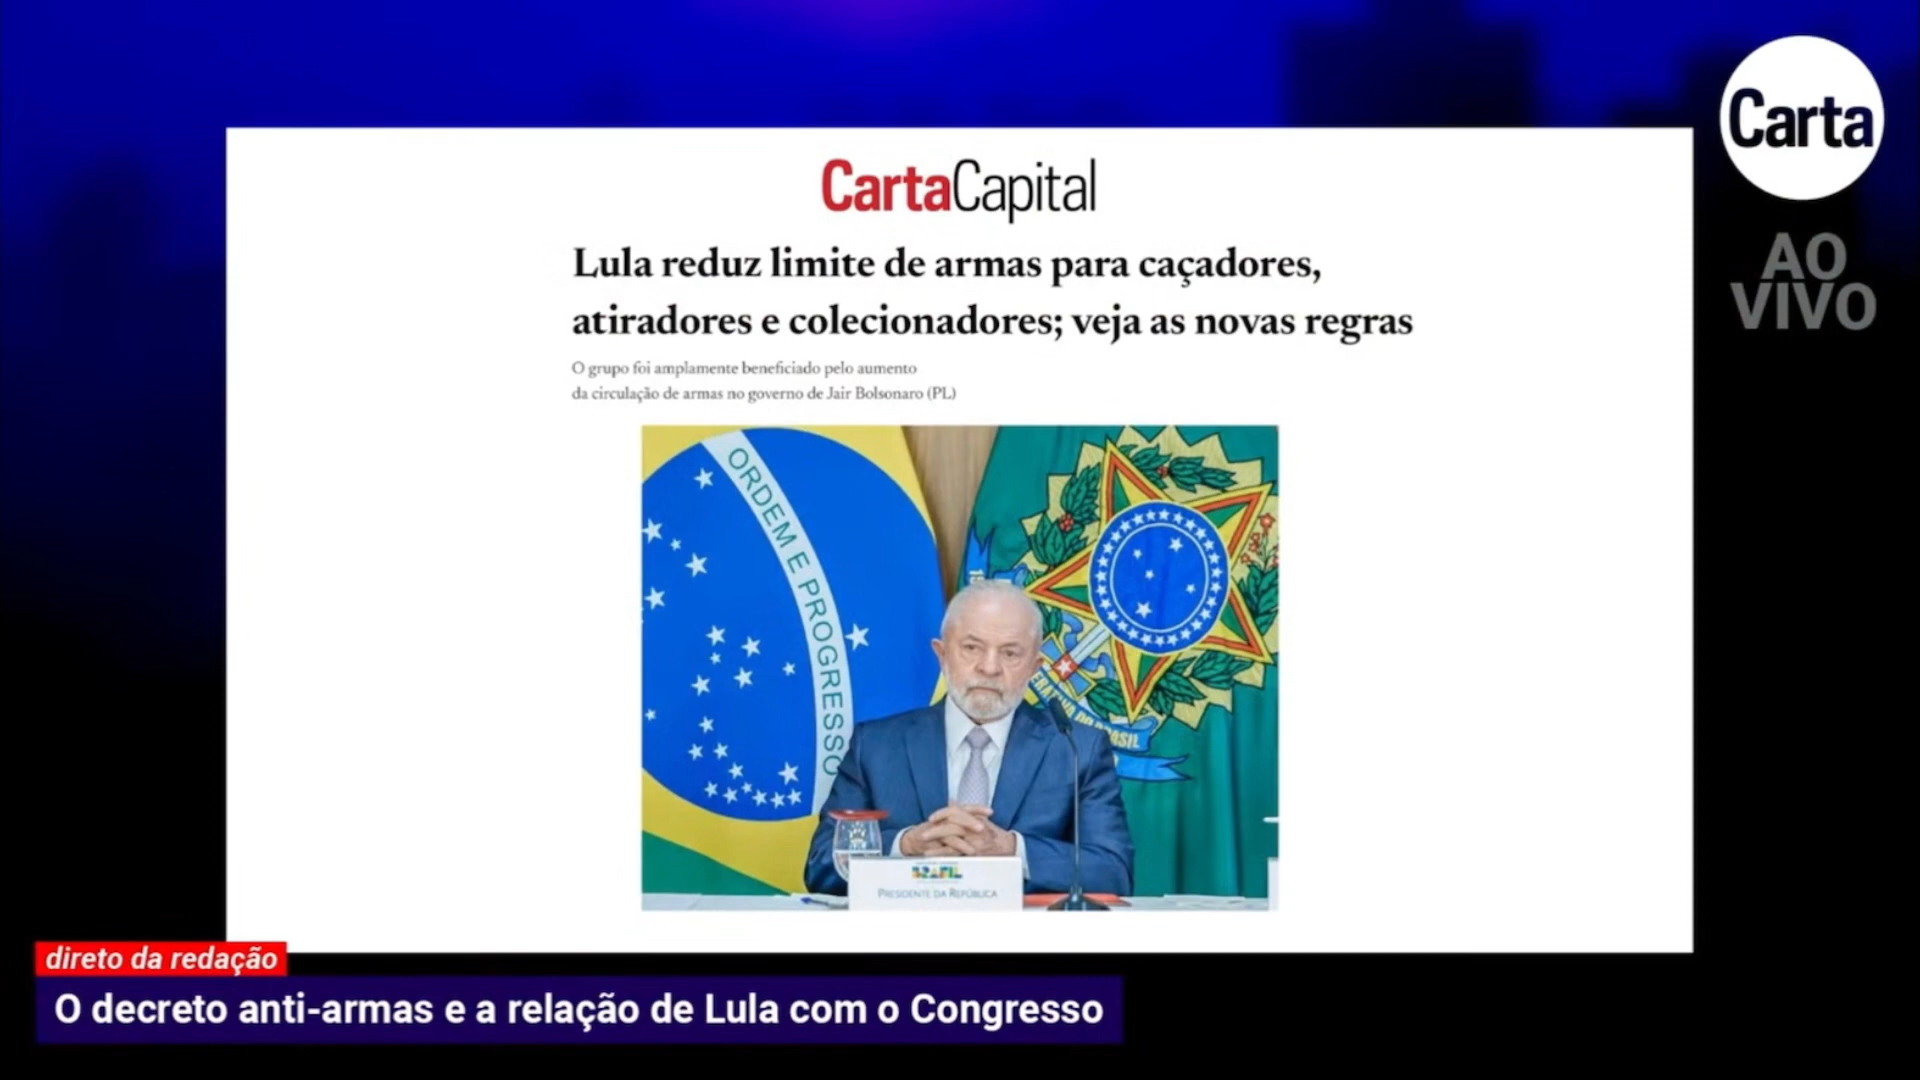 Carta
AO
VIVO
CartaCapital
Lula reduz limite de armas para caçadores,
atiradores e colecionadores; veja as novas regras
O grupo foi amplamente beneficiado pelo aumento
da circulação de armas no governo de Jair Bolsonaro (PL)
ORDEM E PROGRESSO
BRASIL
PRESIDENTE DA REPÚBLICA
direto da redação
O decreto anti-armas e a relação de Lula com o Congresso